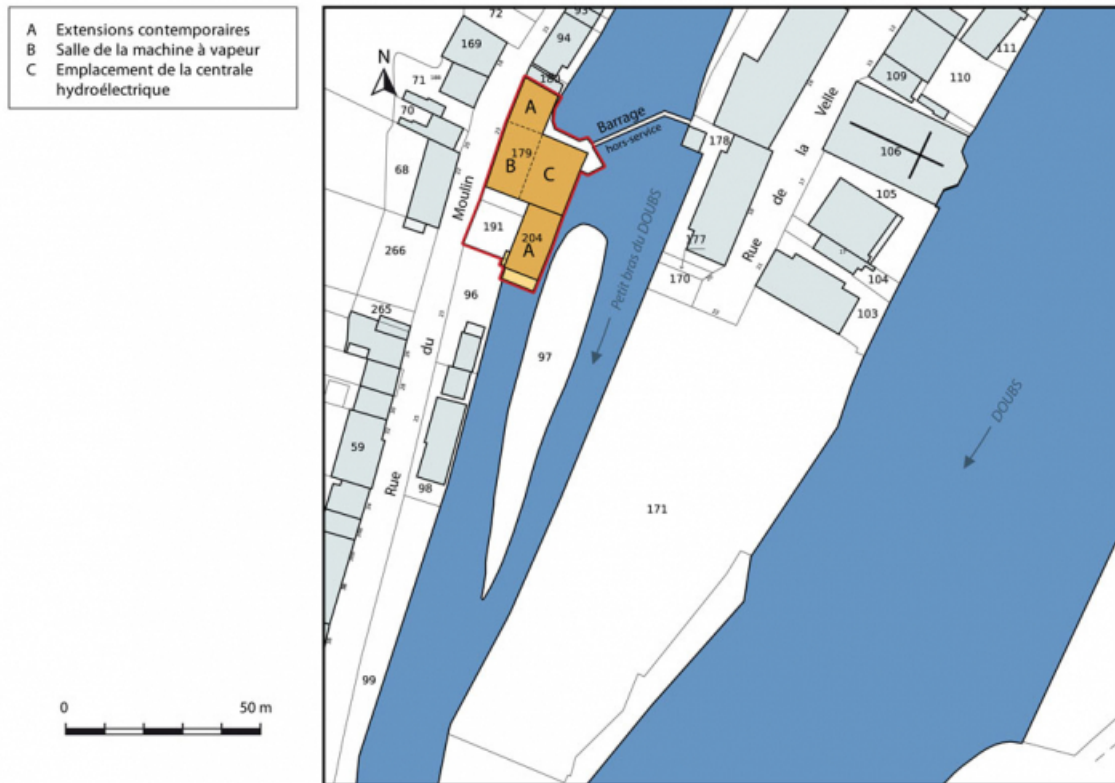 A Extensions contemporaires
B Salle de la machine à vapeur
C Emplacement de la centrale
hydroélectrique
N
72
93
94
169
71
70
68
266
265
59
96
98
99
97
A
179
B
C
191
204
A
Barrage
hors-service
Moulin
du
Rue
Petit bras du DOUBS
178
177
170
171
Rue
de
la
Velle
111
110
109
106
105
104
103
DOUBS
0
50 m